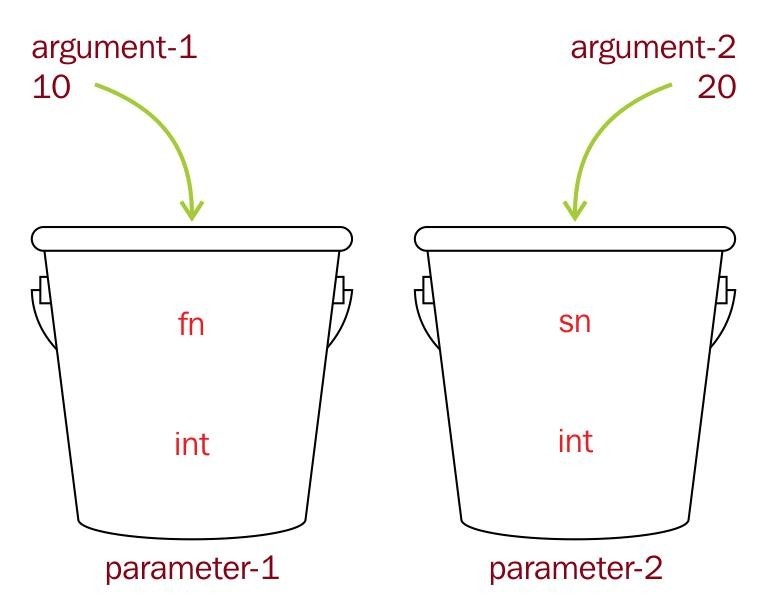 argument-1
10
argument-2
20
fn
int
sn
int
parameter-1
parameter-2